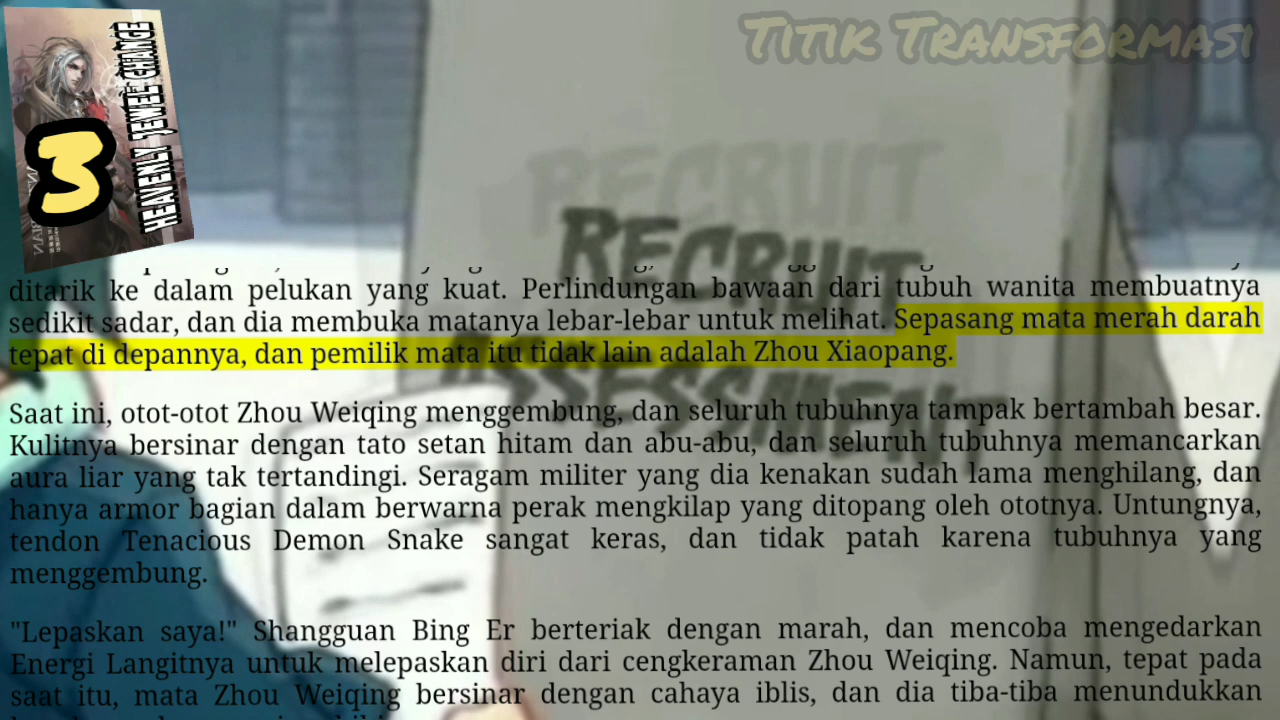 Titik Transformasi
HEAVENLY JEWEL CHANGE
3
RECRUIT
RECRUIT
ASSESSMENT
ditarik ke dalam pelukan yang kuat. Perlindungan bawaan dari tubuh wanita membuatnya
sedikit sadar, dan dia membuka matanya lebar-lebar untuk melihat. Sepasang mata merah darah
tepat di depannya, dan pemilik mata itu tidak lain adalah Zhou Xiaopang.
Saat ini, otot-otot Zhou Weiqing menggembung, dan seluruh tubuhnya tampak bertambah besar.
Kulitnya bersinar dengan tato setan hitam dan abu-abu, dan seluruh tubuhnya memancarkan
aura liar yang tak tertandingi. Seragam militer yang dia kenakan sudah lama menghilang, dan
hanya armor bagian dalam berwarna perak mengkilap yang ditopang oleh ototnya. Untungnya,
tendon Tenacious Demon Snake sangat keras, dan tidak patah karena tubuhnya yang
menggembung.
"Lepaskan saya!" Shangguan Bing Er berteriak dengan marah, dan mencoba mengedarkan
Energi Langitnya untuk melepaskan diri dari cengkeraman Zhou Weiqing. Namun, tepat pada
saat itu, mata Zhou Weiqing bersinar dengan cahaya iblis, dan dia tiba-tiba menundukkan